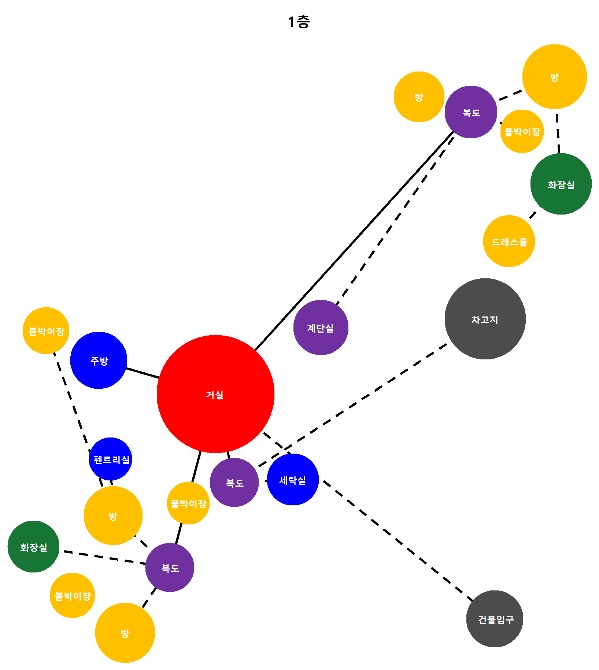 1층
방
방
복도
붙박이장
화장실
드레스룸
차고지
계단실
붙박이장
주방
거실
펜트리실
복도
세탁실
붙박이장
방
화장실
복도
붙박이장
건물입구
방